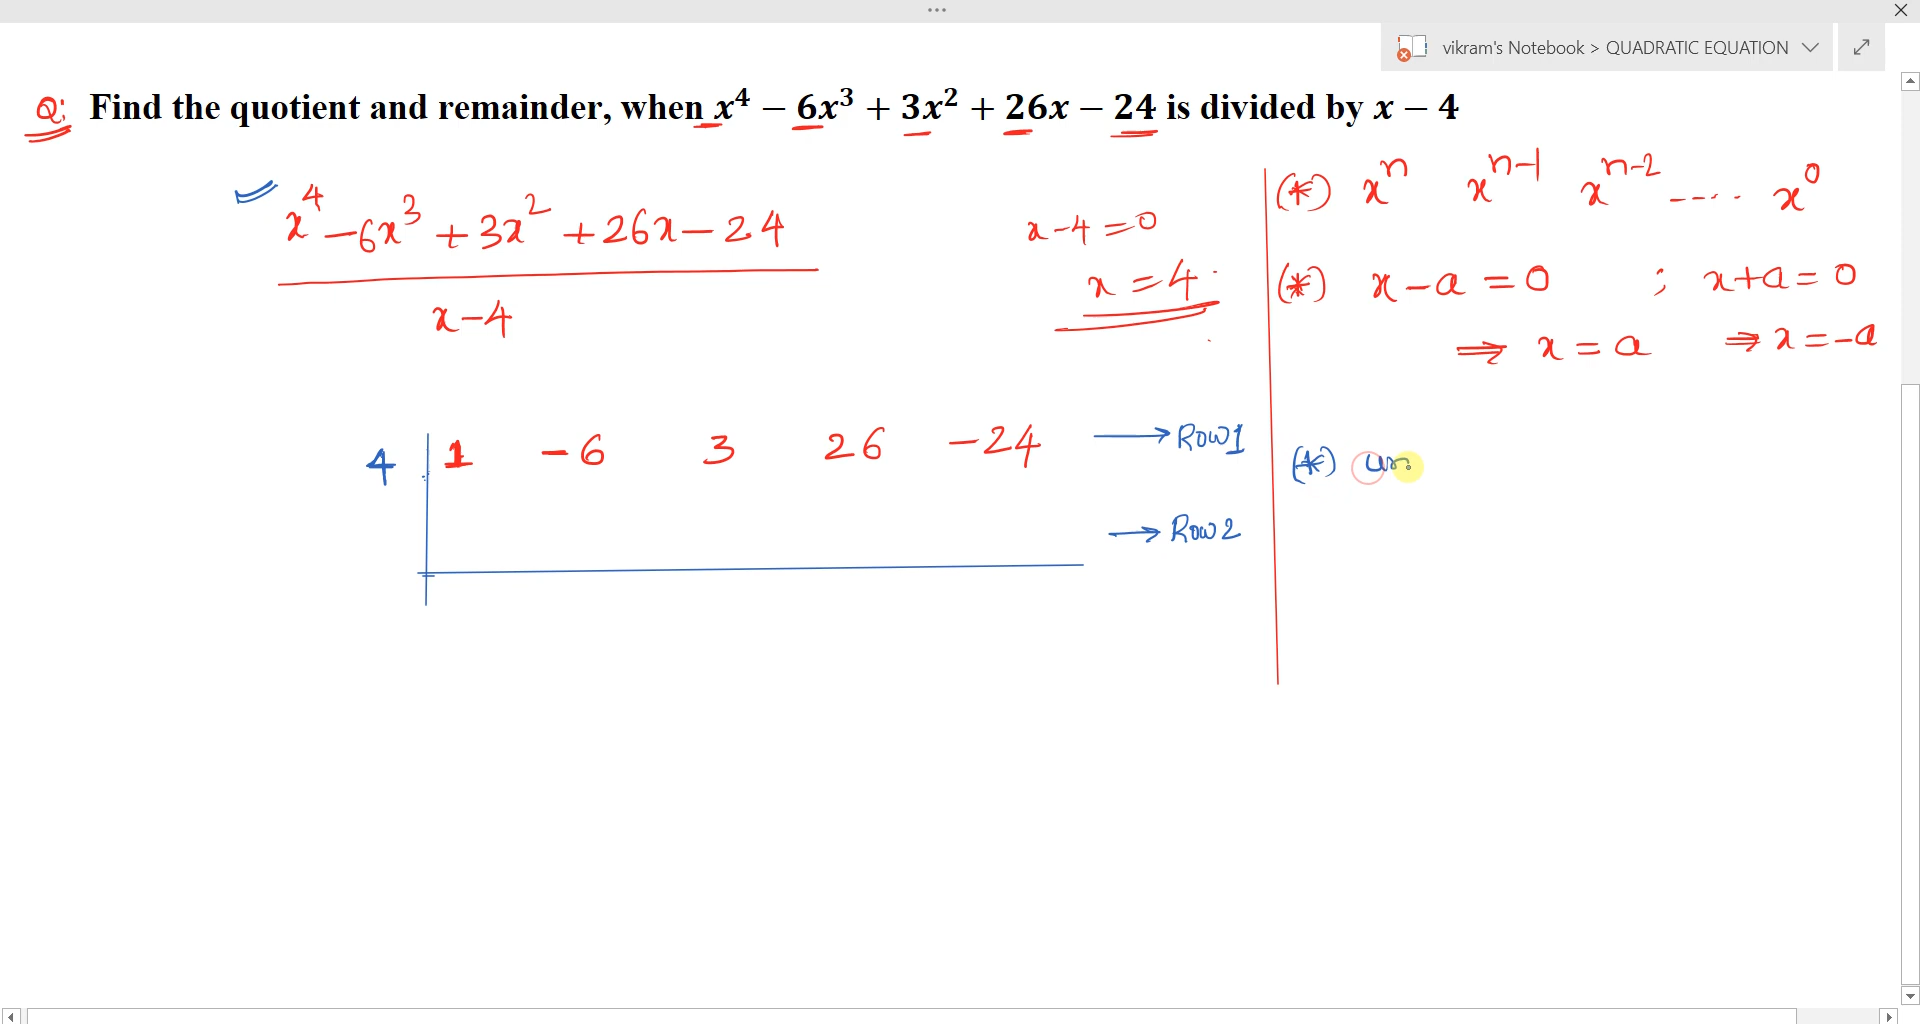 vikram's Notebook > QUADRATIC EQUATION
Q: Find the quotient and remainder, when x⁴ − 6x³ + 3x² + 26x − 24 is divided by x − 4
x⁴ − 6x³ + 3x² + 26x − 24
x − 4
x − 4 = 0
x = 4
4 | 1 −6 3 26 −24 → Row1
→ Row2
(*) xⁿ xⁿ⁻¹ xⁿ⁻² ---- x⁰
(*) x − a = 0 ; x + a = 0
⇒ x = a ⇒ x = −a
(*)